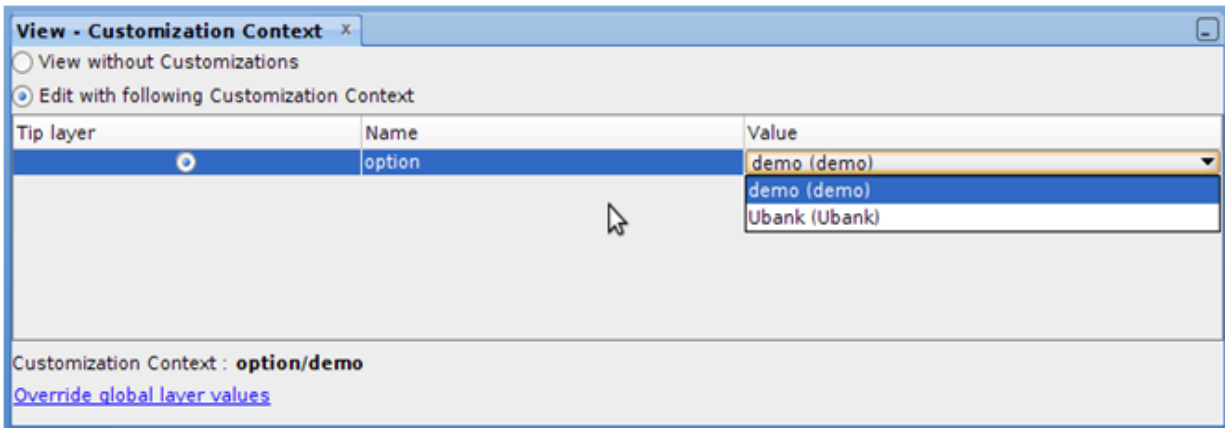 View - Customization Context x
View without Customizations
Edit with following Customization Context
Tip layer Name Value
option demo (demo)
demo (demo)
Ubank (Ubank)
Customization Context : option/demo
Override global layer values